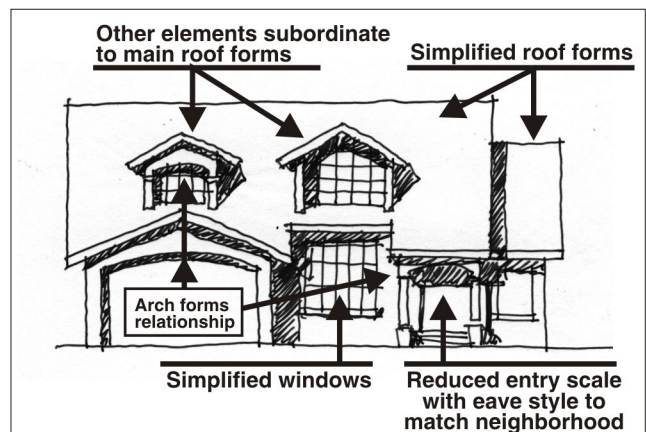 Other elements subordinate
to main roof forms
Simplified roof forms
Arch forms
relationship
Simplified windows
Reduced entry scale
with eave style to
match neighborhood